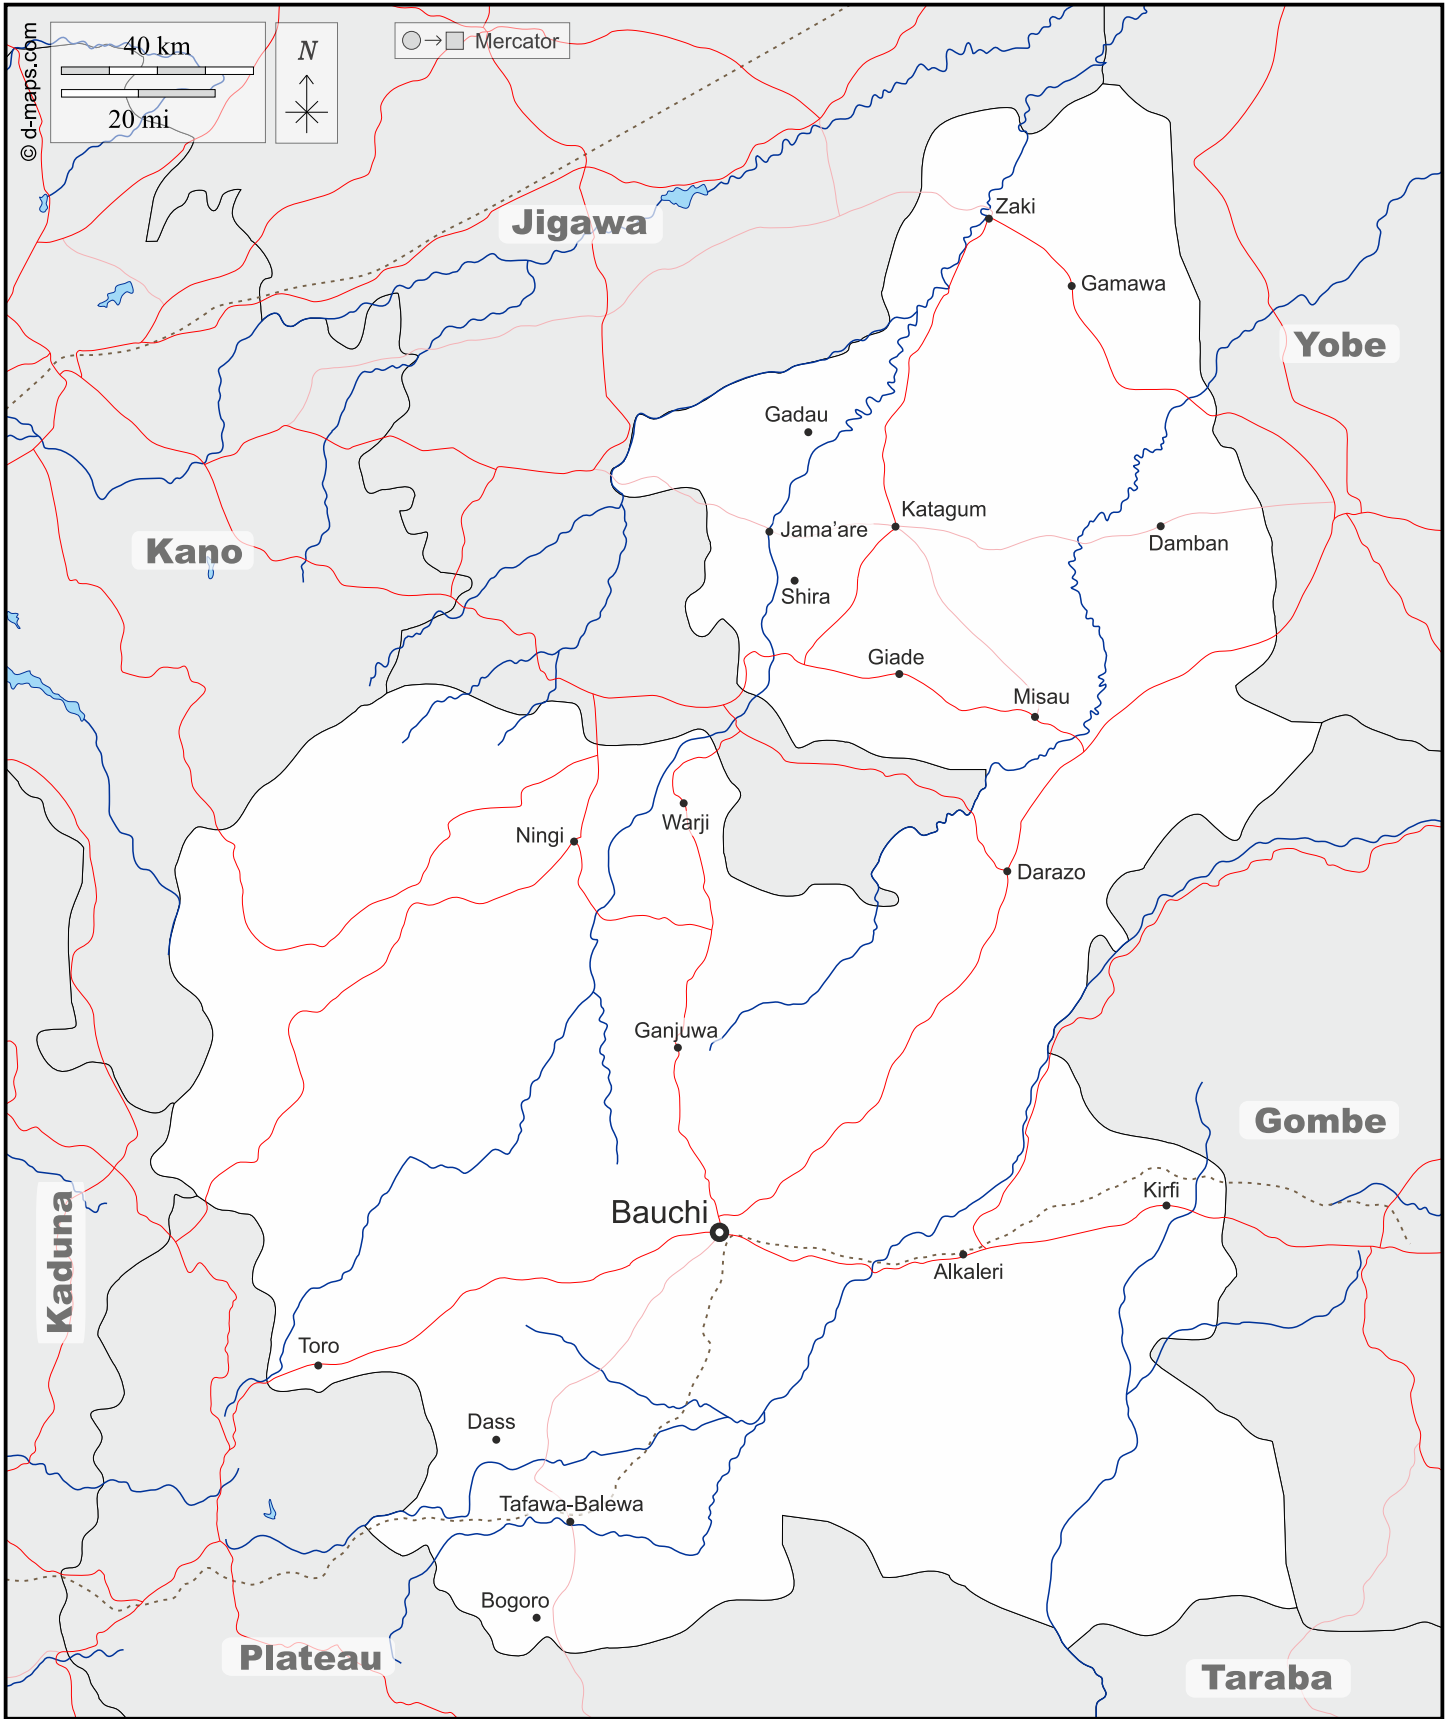 © d-maps.com
40 km
20 mi
N
Mercator
Jigawa
Zaki
Gamawa
Yobe
Gadau
Katagum
Jama'are
Damban
Kano
Shira
Giade
Misau
Warji
Ningi
Darazo
Ganjuwa
Gombe
Kirfi
Bauchi
Kaduna
Alkaleri
Toro
Dass
Tafawa-Balewa
Bogoro
Plateau
Taraba